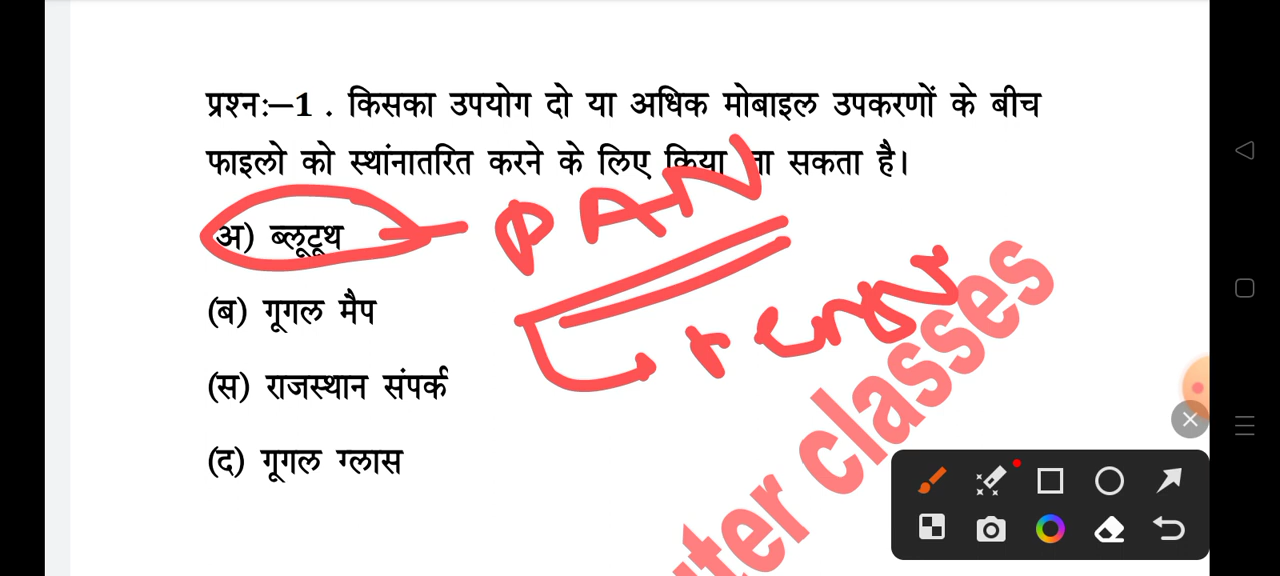 प्रश्नः–1 . किसका उपयोग दो या अधिक मोबाइल उपकरणों के बीच
फाइलो को स्थांनातरित करने के लिए किया जा सकता है।
अ) ब्लूटूथ
PAN
(ब) गूगल मैप
(स) राजस्थान संपर्क
(द) गूगल ग्लास
ter classes